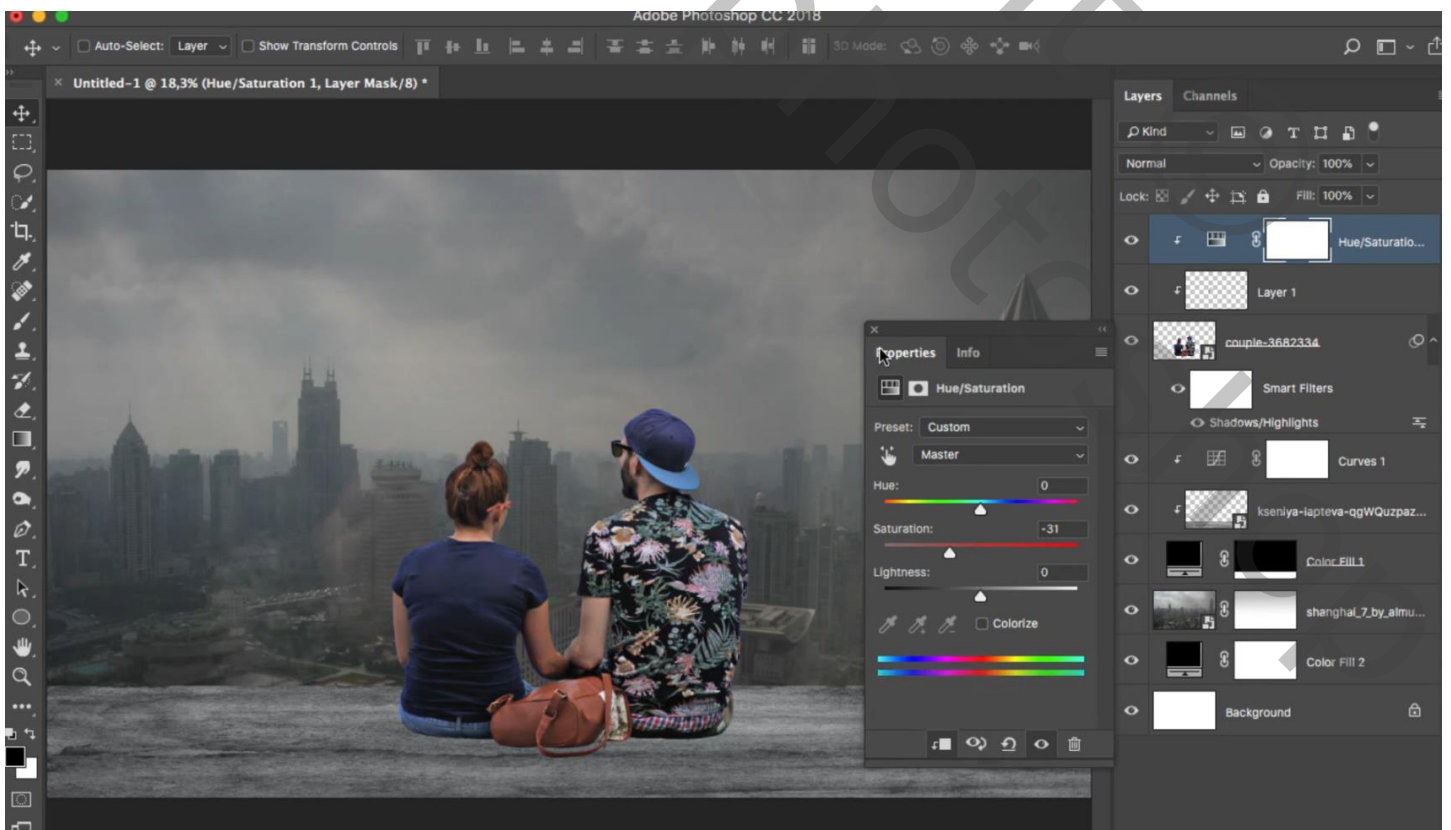 Adobe Photoshop CC 2018
Auto-Select: Layer Show Transform Controls 3D Mode:
× Untitled-1 @ 18,3% (Hue/Saturation 1, Layer Mask/8) *
Layers Channels
Kind
Normal Opacity: 100%
Lock: Fill: 100%
Hue/Saturatio...
Layer 1
couple-3682334
Smart Filters
Shadows/Highlights
Curves 1
kseniya-lapteva-qgWQuzpaz...
Color Fill 1
shanghai_7_by_almu...
Color Fill 2
Background
Properties Info
Hue/Saturation
Preset: Custom
Master
Hue: 0
Saturation: -31
Lightness: 0
Colorize